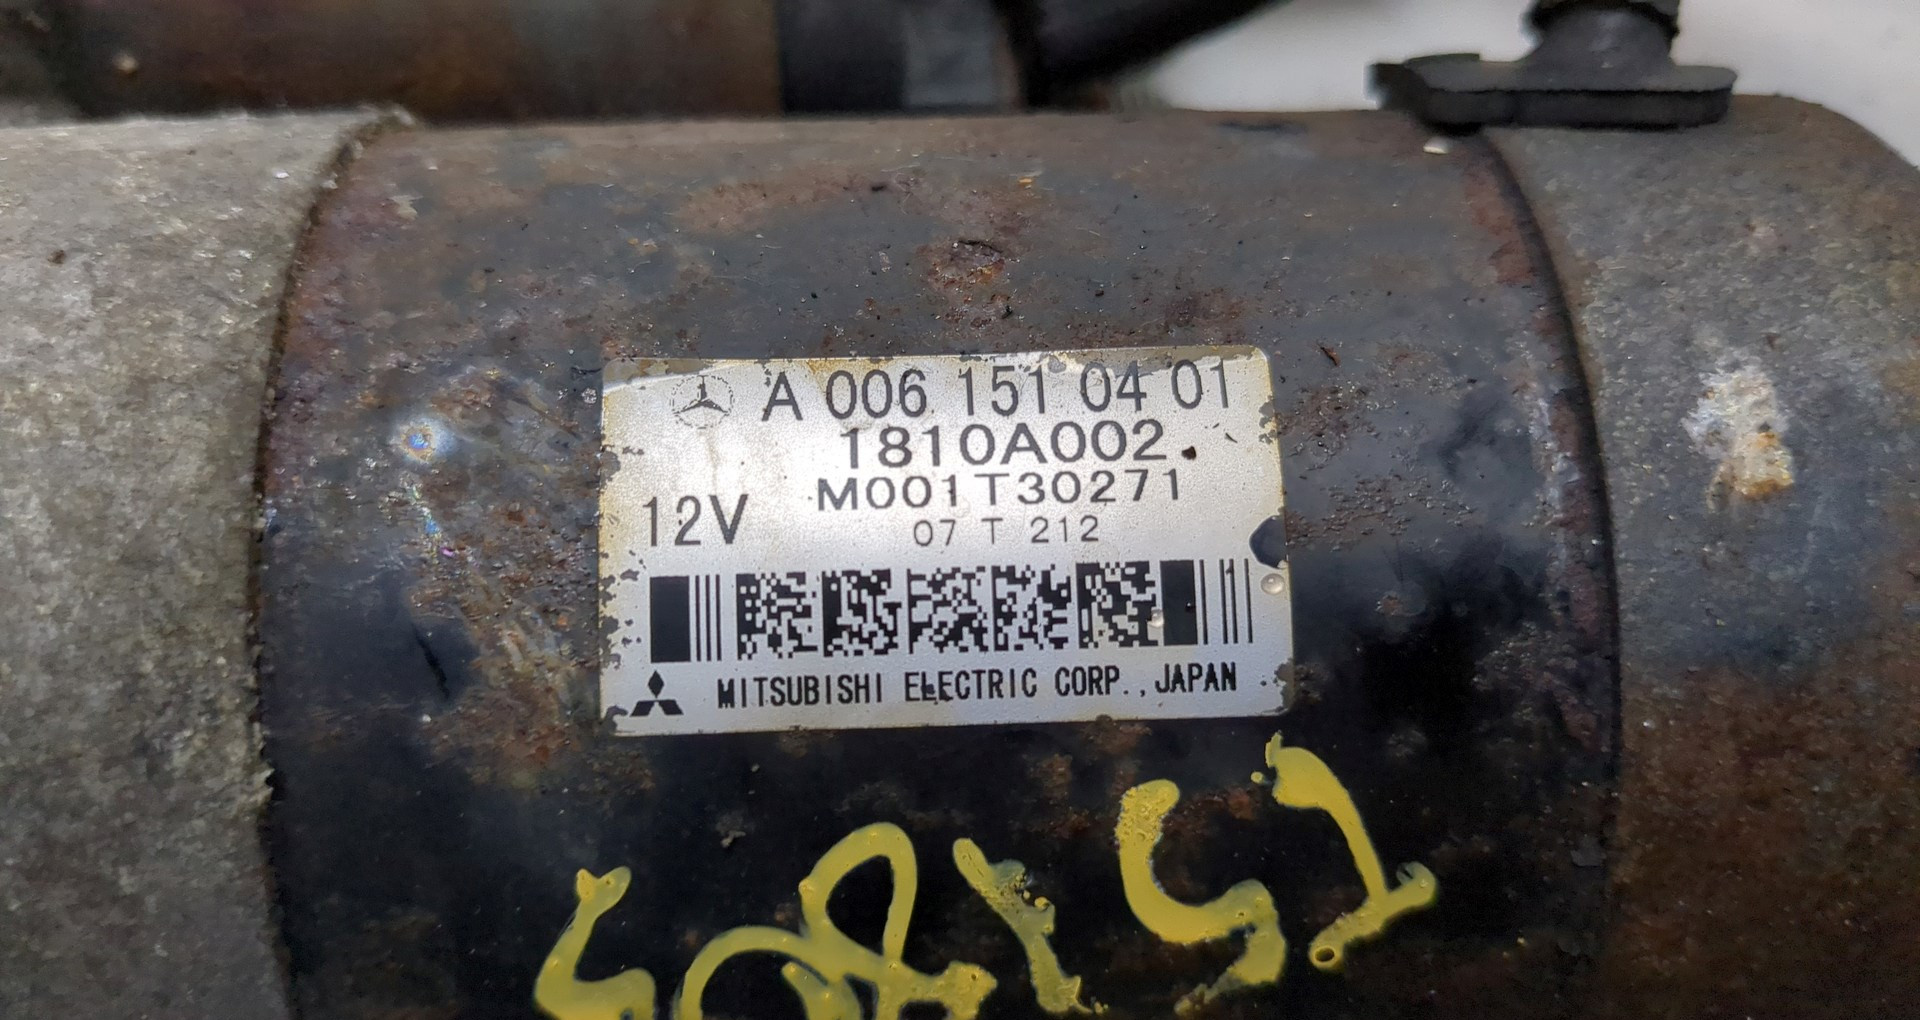 A 006 151 04 01
1810A002
M001T30271
12V
07 T 212
MITSUBISHI ELECTRIC CORP., JAPAN